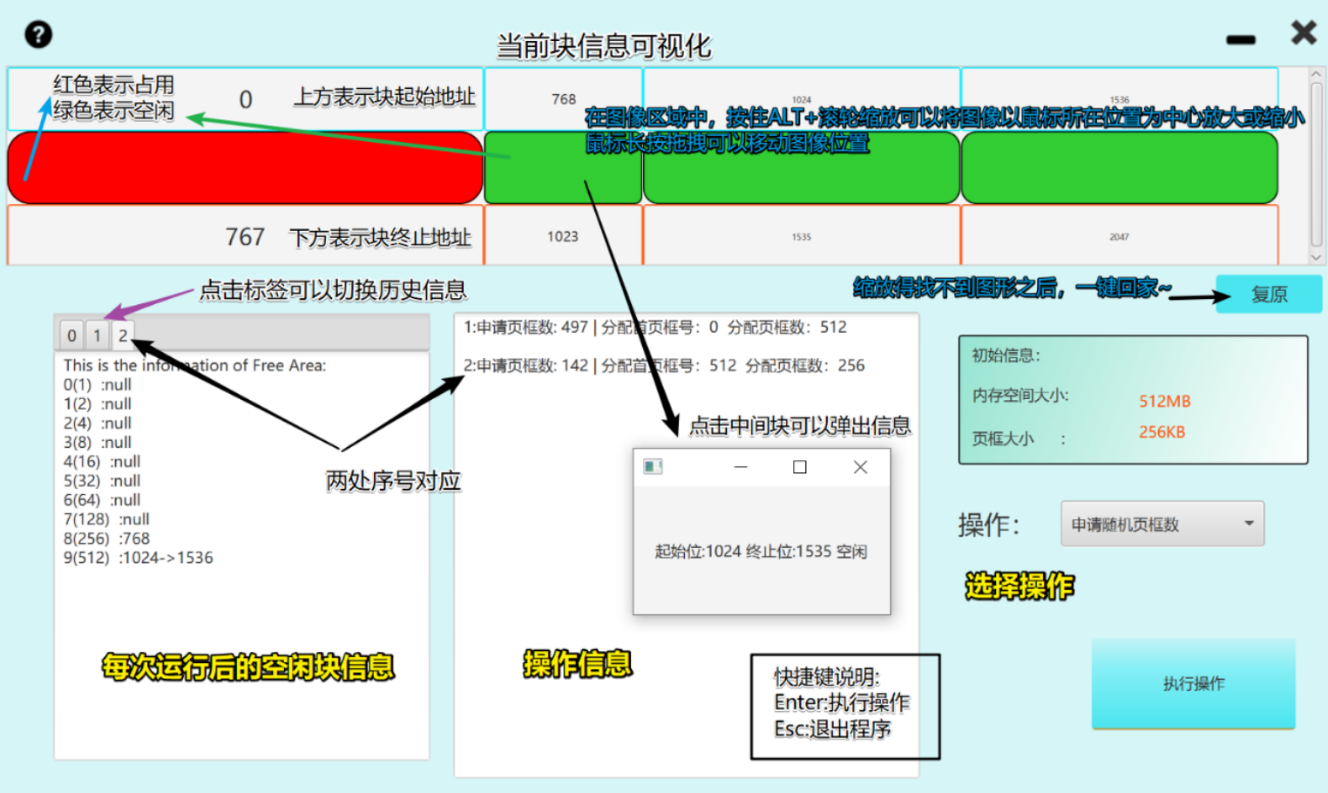 ?
当前块信息可视化
红色表示占用
绿色表示空闲
0
上方表示块起始地址
768
1024
1536
在图像区域中，按住ALT+滚轮缩放可以将图像以鼠标所在位置为中心放大或缩小
鼠标长按拖拽可以移动图像位置
767
下方表示块终止地址
1023
1535
2047
点击标签可以切换历史信息
缩放得找不到图形之后，一键回家~
复原
0 1 2
This is the information of Free Area:
0(1) :null
1(2) :null
2(4) :null
3(8) :null
4(16) :null
5(32) :null
6(64) :null
7(128) :null
8(256) :768
9(512) :1024->1536
每次运行后的空闲块信息
两处序号对应
1:申请页框数: 497 | 分配首页框号: 0 分配页框数: 512
2:申请页框数: 142 | 分配首页框号: 512 分配页框数: 256
点击中间块可以弹出信息
起始位:1024 终止位:1535 空闲
操作信息
快捷键说明:
Enter:执行操作
Esc:退出程序
初始信息:
内存空间大小: 512MB
页框大小 : 256KB
操作: 申请随机页框数
选择操作
执行操作